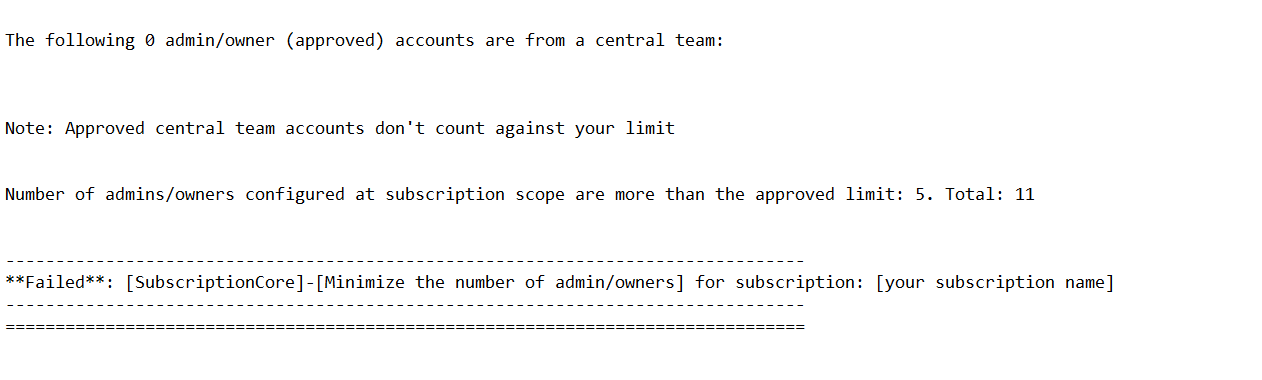 The following 0 admin/owner (approved) accounts are from a central team:
Note: Approved central team accounts don't count against your limit
Number of admins/owners configured at subscription scope are more than the approved limit: 5. Total: 11
--------------------------------------------------------------------------------
**Failed**: [SubscriptionCore]-[Minimize the number of admin/owners] for subscription: [your subscription name]
--------------------------------------------------------------------------------
================================================================================